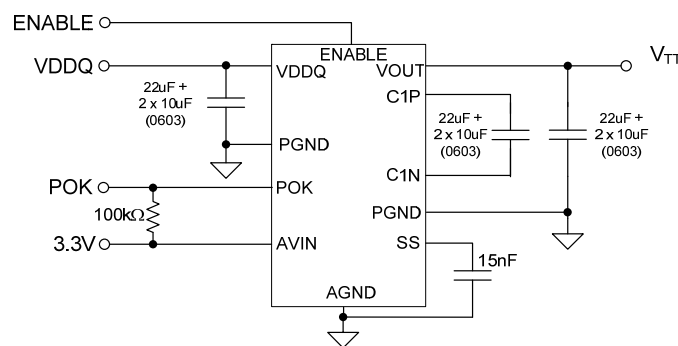 ENABLE
ENABLE
VDDQ
VDDQ
VOUT
VTT
22uF +
2 x 10uF
(0603)
C1P
22uF +
2 x 10uF
(0603)
22uF +
2 x 10uF
(0603)
PGND
C1N
POK
POK
PGND
100kΩ
3.3V
AVIN
SS
15nF
AGND